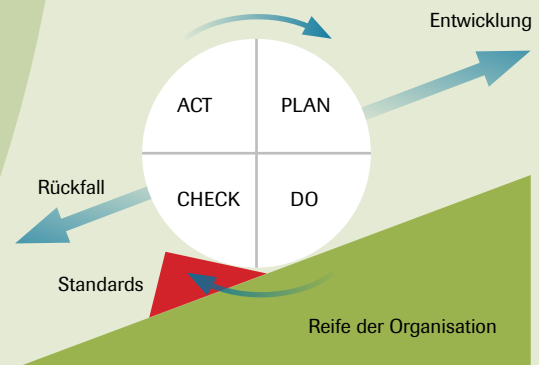 Entwicklung
ACT
PLAN
Rückfall
CHECK
DO
Standards
Reife der Organisation